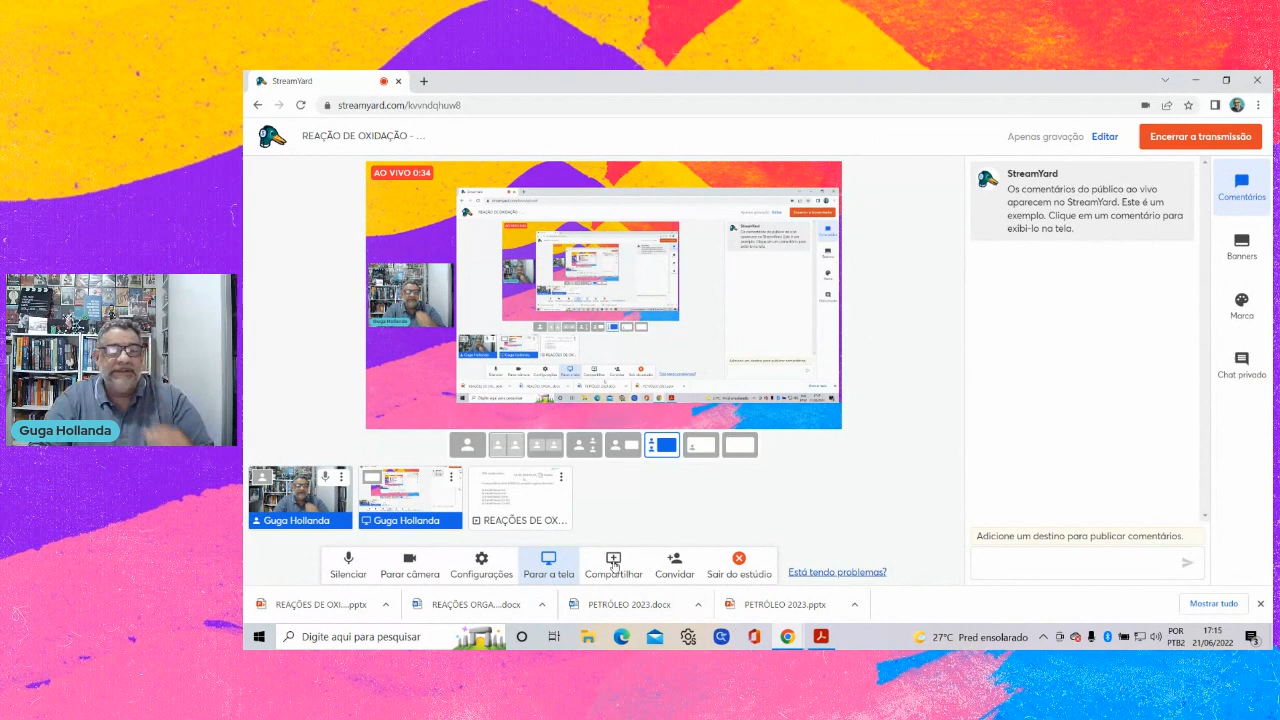 StreamYard
streamyard.com/kvvndqhuw8
REAÇÃO DE OXIDAÇÃO - ...
Apenas gravação
Editar
Encerrar a transmissão
AO VIVO 0:34
StreamYard
Os comentários do público ao vivo
aparecem no StreamYard. Este é um
exemplo. Clique em um comentário para
exibi-lo na tela.
Comentários
Banners
Marca
Chat privado
Guga Hollanda
Guga Hollanda
Guga Hollanda
REAÇÕES DE OX...
Adicione um destino para publicar comentários.
Silenciar
Parar câmera
Configurações
Parar a tela
Compartilhar
Convidar
Sair do estúdio
Está tendo problemas?
REAÇÕES DE OXI....pptx
REAÇÕES ORGA....docx
PETRÓLEO 2023.docx
PETRÓLEO 2023.pptx
Mostrar tudo
Digite aqui para pesquisar
27°C Pred ensolarado
POR
PTB2
17:15
21/06/2022
3